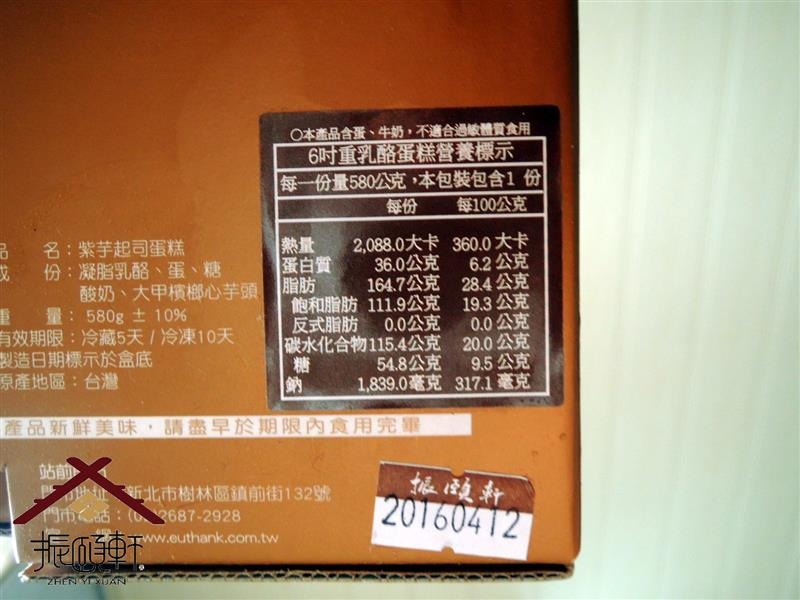 ○本產品含蛋、牛奶，不適合過敏體質食用
6吋重乳酪蛋糕營養標示
每一份量580公克，本包裝包含1 份
每份 每100公克
熱量 2,088.0大卡 360.0 大卡
蛋白質 36.0公克 6.2 公克
脂肪 164.7公克 28.4 公克
飽和脂肪 111.9公克 19.3 公克
反式脂肪 0.0公克 0.0 公克
碳水化合物115.4公克 20.0 公克
糖 54.8公克 9.5 公克
鈉 1,839.0毫克 317.1 毫克
品 名：紫芋起司蛋糕
成 份：凝脂乳酪、蛋、糖
酸奶、大甲檳榔心芋頭
重 量：580g ± 10%
有效期限：冷藏5天 / 冷凍10天
製造日期標示於盒底
原產地區：台灣
產品新鮮美味，請盡早於期限內食用完畢
站前
門市地址：新北市樹林區鎮前街132號
門市電話：(02)2687-2928
www.euthank.com.tw
振頤軒
20160412
振頤軒
ZHEN YI XUAN